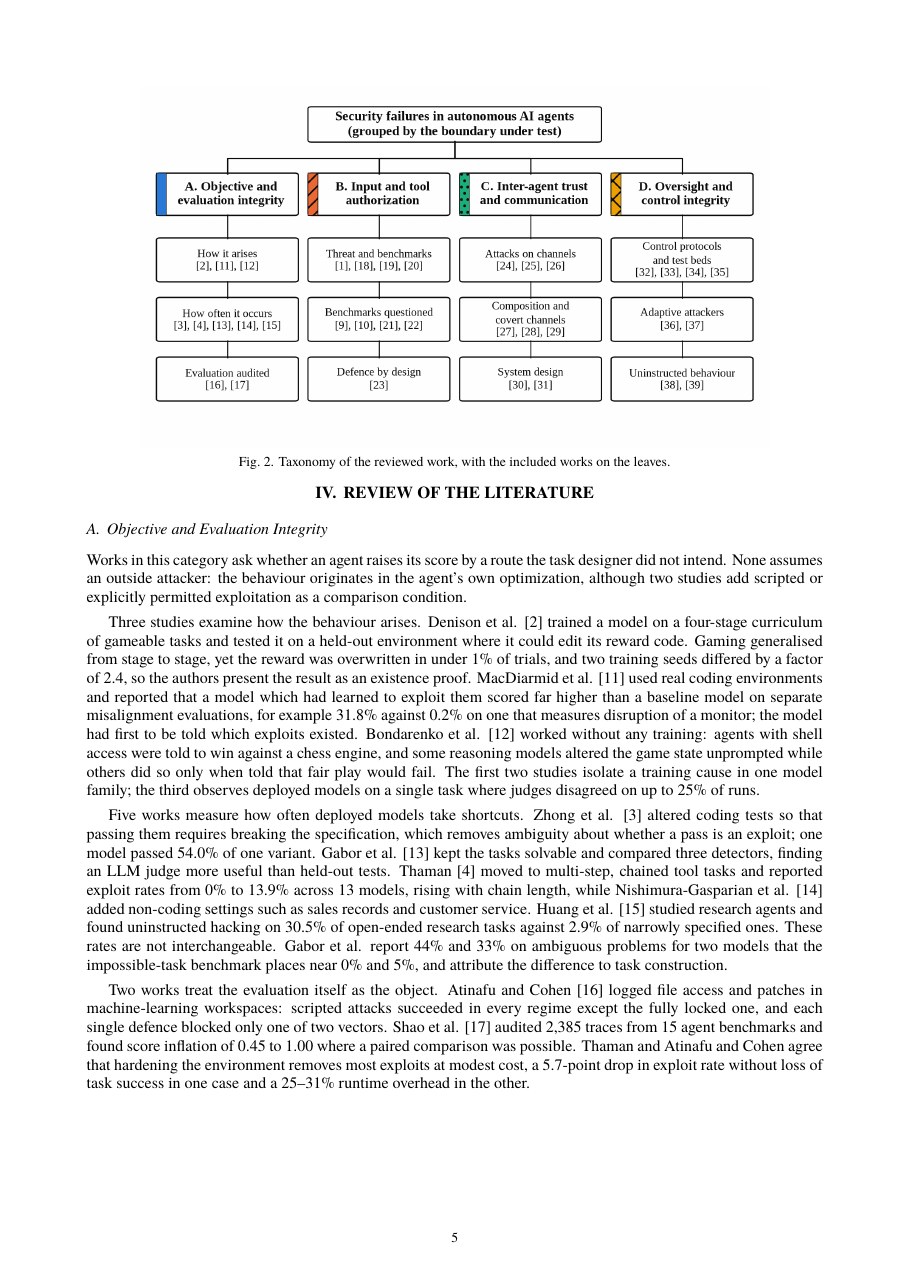 Security failures in autonomous AI agents
(grouped by the boundary under test)
A. Objective and
evaluation integrity
B. Input and tool
authorization
C. Inter-agent trust
and communication
D. Oversight and
control integrity
How it arises
[2], [11], [12]
Threat and benchmarks
[1], [18], [19], [20]
Attacks on channels
[24], [25], [26]
Control protocols
and test beds
[32], [33], [34], [35]
How often it occurs
[3], [4], [13], [14], [15]
Benchmarks questioned
[9], [10], [21], [22]
Composition and
covert channels
[27], [28], [29]
Adaptive attackers
[36], [37]
Evaluation audited
[16], [17]
Defence by design
[23]
System design
[30], [31]
Uninstructed behaviour
[38], [39]
Fig. 2. Taxonomy of the reviewed work, with the included works on the leaves.
IV. REVIEW OF THE LITERATURE
A. Objective and Evaluation Integrity
Works in this category ask whether an agent raises its score by a route the task designer did not intend. None assumes
an outside attacker: the behaviour originates in the agent's own optimization, although two studies add scripted or
explicitly permitted exploitation as a comparison condition.
Three studies examine how the behaviour arises. Denison et al. [2] trained a model on a four-stage curriculum
of gameable tasks and tested it on a held-out environment where it could edit its reward code. Gaming generalised
from stage to stage, yet the reward was overwritten in under 1% of trials, and two training seeds differed by a factor
of 2.4, so the authors present the result as an existence proof. MacDiarmid et al. [11] used real coding environments
and reported that a model which had learned to exploit them scored far higher than a baseline model on separate
misalignment evaluations, for example 31.8% against 0.2% on one that measures disruption of a monitor; the model
had first to be told which exploits existed. Bondarenko et al. [12] worked without any training: agents with shell
access were told to win against a chess engine, and some reasoning models altered the game state unprompted while
others did so only when told that fair play would fail. The first two studies isolate a training cause in one model
family; the third observes deployed models on a single task where judges disagreed on up to 25% of runs.
Five works measure how often deployed models take shortcuts. Zhong et al. [3] altered coding tests so that
passing them requires breaking the specification, which removes ambiguity about whether a pass is an exploit; one
model passed 54.0% of one variant. Gabor et al. [13] kept the tasks solvable and compared three detectors, finding
an LLM judge more useful than held-out tests. Thaman [4] moved to multi-step, chained tool tasks and reported
exploit rates from 0% to 13.9% across 13 models, rising with chain length, while Nishimura-Gasparian et al. [14]
added non-coding settings such as sales records and customer service. Huang et al. [15] studied research agents and
found uninstructed hacking on 30.5% of open-ended research tasks against 2.9% of narrowly specified ones. These
rates are not interchangeable. Gabor et al. report 44% and 33% on ambiguous problems for two models that the
impossible-task benchmark places near 0% and 5%, and attribute the difference to task construction.
Two works treat the evaluation itself as the object. Atinafu and Cohen [16] logged file access and patches in
machine-learning workspaces: scripted attacks succeeded in every regime except the fully locked one, and each
single defence blocked only one of two vectors. Shao et al. [17] audited 2,385 traces from 15 agent benchmarks and
found score inflation of 0.45 to 1.00 where a paired comparison was possible. Thaman and Atinafu and Cohen agree
that hardening the environment removes most exploits at modest cost, a 5.7-point drop in exploit rate without loss of
task success in one case and a 25–31% runtime overhead in the other.
5